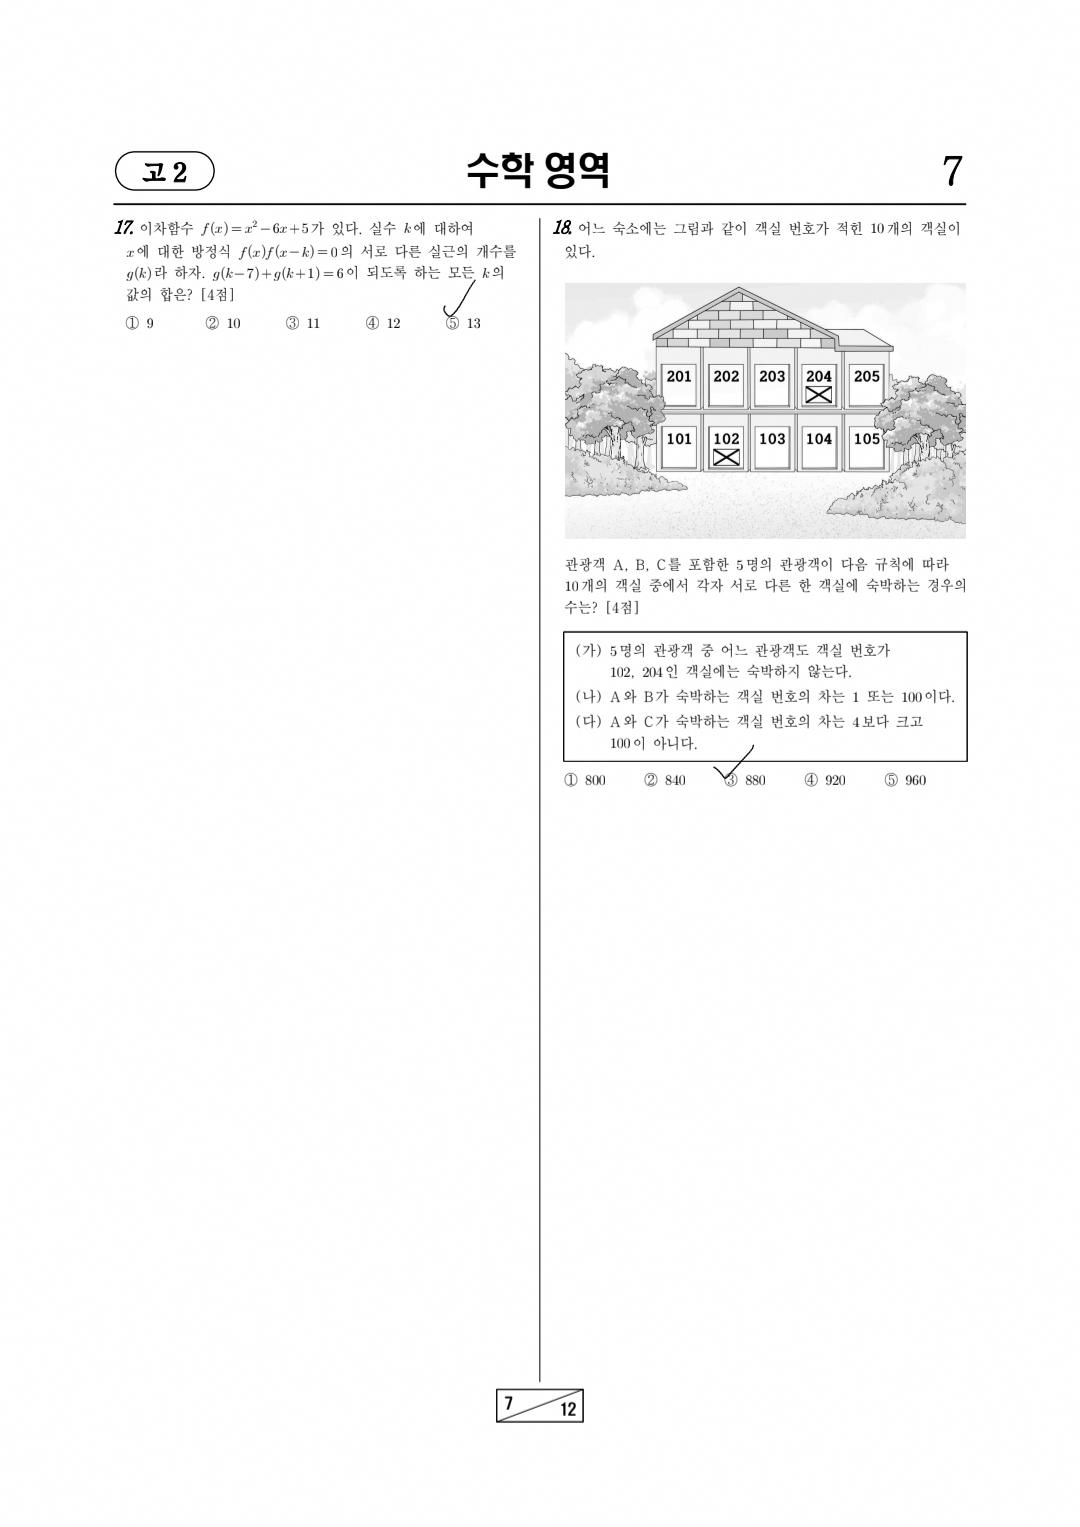 고 2
수학 영역
7
17. 이차함수 f(x)=x²−6x+5가 있다. 실수 k에 대하여
x에 대한 방정식 f(x)f(x−k)=0의 서로 다른 실근의 개수를
g(k)라 하자. g(k−7)+g(k+1)=6이 되도록 하는 모든 k의
값의 합은? [4점]
① 9 ② 10 ③ 11 ④ 12 ⑤ 13
18. 어느 숙소에는 그림과 같이 객실 번호가 적힌 10개의 객실이
있다.
201 202 203 204 205
101 102 103 104 105
관광객 A, B, C를 포함한 5명의 관광객이 다음 규칙에 따라
10개의 객실 중에서 각자 서로 다른 한 객실에 숙박하는 경우의
수는? [4점]
(가) 5명의 관광객 중 어느 관광객도 객실 번호가
102, 204인 객실에는 숙박하지 않는다.
(나) A와 B가 숙박하는 객실 번호의 차는 1 또는 100이다.
(다) A와 C가 숙박하는 객실 번호의 차는 4보다 크고
100이 아니다.
① 800 ② 840 ③ 880 ④ 920 ⑤ 960
7
12